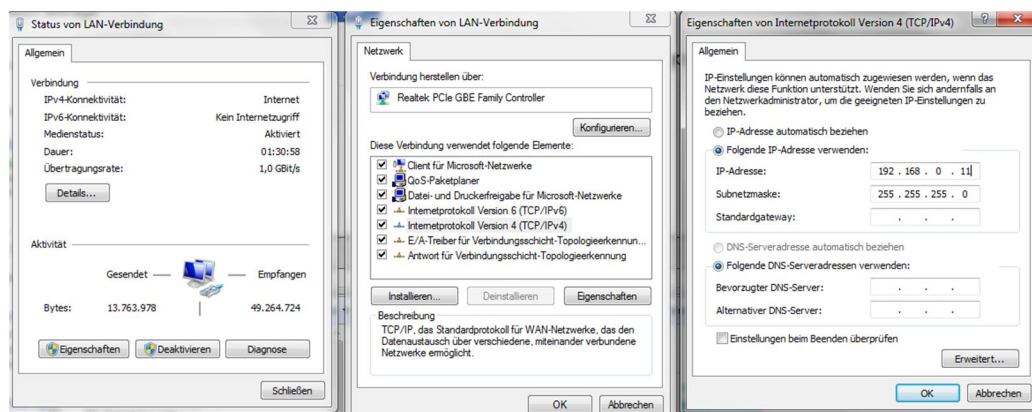 Status von LAN-Verbindung
Allgemein
Verbindung
IPv4-Konnektivität: Internet
IPv6-Konnektivität: Kein Internetzugriff
Medienstatus: Aktiviert
Dauer: 01:30:58
Übertragungsrate: 1,0 GBit/s
Details...
Aktivität
Gesendet Empfangen
Bytes: 13.763.978 49.264.724
Eigenschaften Deaktivieren Diagnose
Schließen
Eigenschaften von LAN-Verbindung
Netzwerk
Verbindung herstellen über:
Realtek PCIe GBE Family Controller
Konfigurieren...
Diese Verbindung verwendet folgende Elemente:
Client für Microsoft-Netzwerke
QoS-Paketplaner
Datei- und Druckerfreigabe für Microsoft-Netzwerke
Internetprotokoll Version 6 (TCP/IPv6)
Internetprotokoll Version 4 (TCP/IPv4)
E/A-Treiber für Verbindungsschicht-Topologieerkennun...
Antwort für Verbindungsschicht-Topologieerkennung
Installieren... Deinstallieren Eigenschaften
Beschreibung
TCP/IP, das Standardprotokoll für WAN-Netzwerke, das den
Datenaustausch über verschiedene, miteinander verbundene
Netzwerke ermöglicht.
OK Abbrechen
Eigenschaften von Internetprotokoll Version 4 (TCP/IPv4)
Allgemein
IP-Einstellungen können automatisch zugewiesen werden, wenn das
Netzwerk diese Funktion unterstützt. Wenden Sie sich andernfalls an
den Netzwerkadministrator, um die geeigneten IP-Einstellungen zu
beziehen.
IP-Adresse automatisch beziehen
Folgende IP-Adresse verwenden:
IP-Adresse: 192 . 168 . 0 . 11
Subnetzmaske: 255 . 255 . 255 . 0
Standardgateway: . . .
DNS-Serveradresse automatisch beziehen
Folgende DNS-Serveradressen verwenden:
Bevorzugter DNS-Server: . . .
Alternativer DNS-Server: . . .
Einstellungen beim Beenden überprüfen
Erweitert...
OK Abbrechen